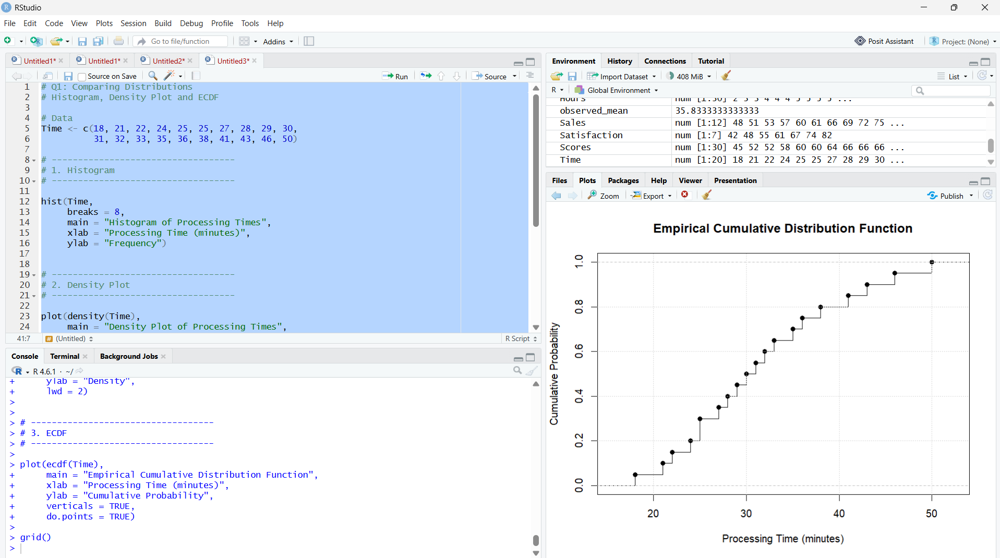 RStudio
File Edit Code View Plots Session Build Debug Profile Tools Help
Go to file/function Addins Posit Assistant Project: (None)
Untitled1* Untitled1* Untitled2* Untitled3*
Source on Save Run Source
1 # Q1: Comparing Distributions
2 # Histogram, Density Plot and ECDF
3
4 # Data
5 Time <- c(18, 21, 22, 24, 25, 25, 27, 28, 29, 30,
6 31, 32, 33, 35, 36, 38, 41, 43, 46, 50)
7
8 # -----------------------------------
9 # 1. Histogram
10 # -----------------------------------
11
12 hist(Time,
13 breaks = 8,
14 main = "Histogram of Processing Times",
15 xlab = "Processing Time (minutes)",
16 ylab = "Frequency")
17
18
19 # -----------------------------------
20 # 2. Density Plot
21 # -----------------------------------
22
23 plot(density(Time),
24 main = "Density Plot of Processing Times",
41:7 # (Untitled) R Script
Console Terminal Background Jobs
R R 4.6.1 · ~/
+ ylab = "Density",
+ lwd = 2)
>
>
> # -----------------------------------
> # 3. ECDF
> # -----------------------------------
>
> plot(ecdf(Time),
+ main = "Empirical Cumulative Distribution Function",
+ xlab = "Processing Time (minutes)",
+ ylab = "Cumulative Probability",
+ verticals = TRUE,
+ do.points = TRUE)
>
> grid()
>
Environment History Connections Tutorial
Import Dataset 408 MiB List
R Global Environment
Hours num [1:30] 2 3 3 4 4 4 5 5 5 5 ...
observed_mean 35.8333333333333
Sales num [1:12] 48 51 53 57 60 61 66 69 72 75 ...
Satisfaction num [1:7] 42 48 55 61 67 74 82
Scores num [1:30] 45 52 52 58 60 60 64 66 66 66 ...
Time num [1:20] 18 21 22 24 25 25 27 28 29 30 ...
Files Plots Packages Help Viewer Presentation
Zoom Export Publish
Empirical Cumulative Distribution Function
Cumulative Probability
1.0
0.8
0.6
0.4
0.2
0.0
20 30 40 50
Processing Time (minutes)